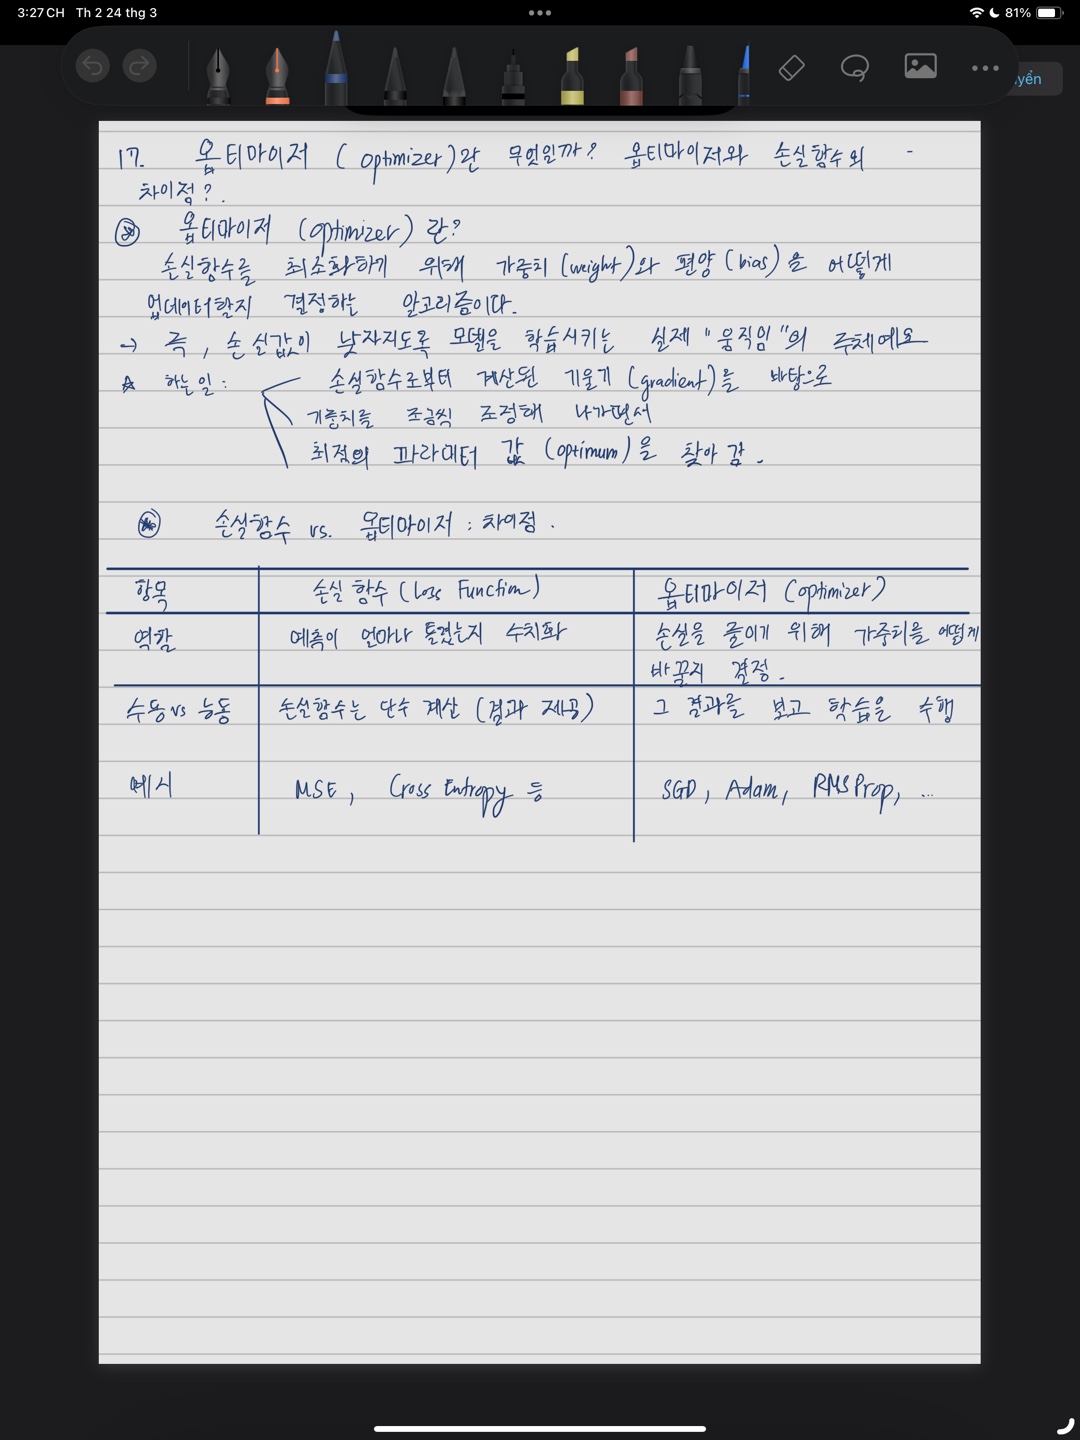 3:27 CH Th 2 24 thg 3
81%
yển
17. 옵티마이저 ( optimizer)란 무엇일까? 옵티마이저와 손실함수의
차이점?.
옵티마이저 (optimizer) 란?
손실함수를 최소화하기 위해 가중치 (weight)와 편양 (bias)을 어떻게
업데이터할지 결정하는 알고리즘이다.
→ 즉, 손실값이 낮자지도록 모델을 학습시키는 실제 "움직임"의 주체예요
☆ 하는일 : 손실함수로부터 계산된 기울기 (gradient)을 바탕으로
기중치를 조금씩 조정해 나가면서
최적의 파라메터 값 (optimum)을 찾아 감.
손실함수 vs. 옵티마이저 : 차이점.
항목 손실 함수 (Loss Function) 옵티마이저 (optimizer)
역할 예측이 얼마나 틀렸는지 수치화 손실을 줄이기 위해 가중치를 어떻게
바꿀지 결정.
수동 vs 능동 손실함수는 단수 계산 (결과 제공) 그 결과를 보고 학습을 수행
예시 MSE, Cross Entropy 등 SGD, Adam, RMSProp, ...